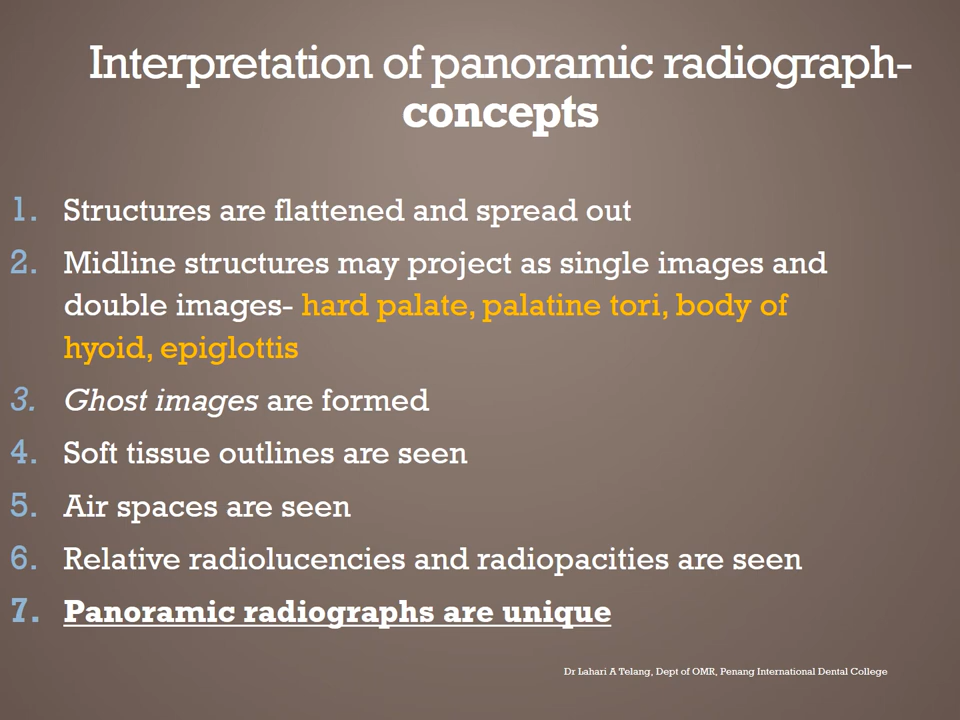 Interpretation of panoramic radiograph-
concepts
1. Structures are flattened and spread out
2. Midline structures may project as single images and
double images- hard palate, palatine tori, body of
hyoid, epiglottis
3. Ghost images are formed
4. Soft tissue outlines are seen
5. Air spaces are seen
6. Relative radiolucencies and radiopacities are seen
7. Panoramic radiographs are unique
Dr Lahari A Telang, Dept of OMR, Penang International Dental College